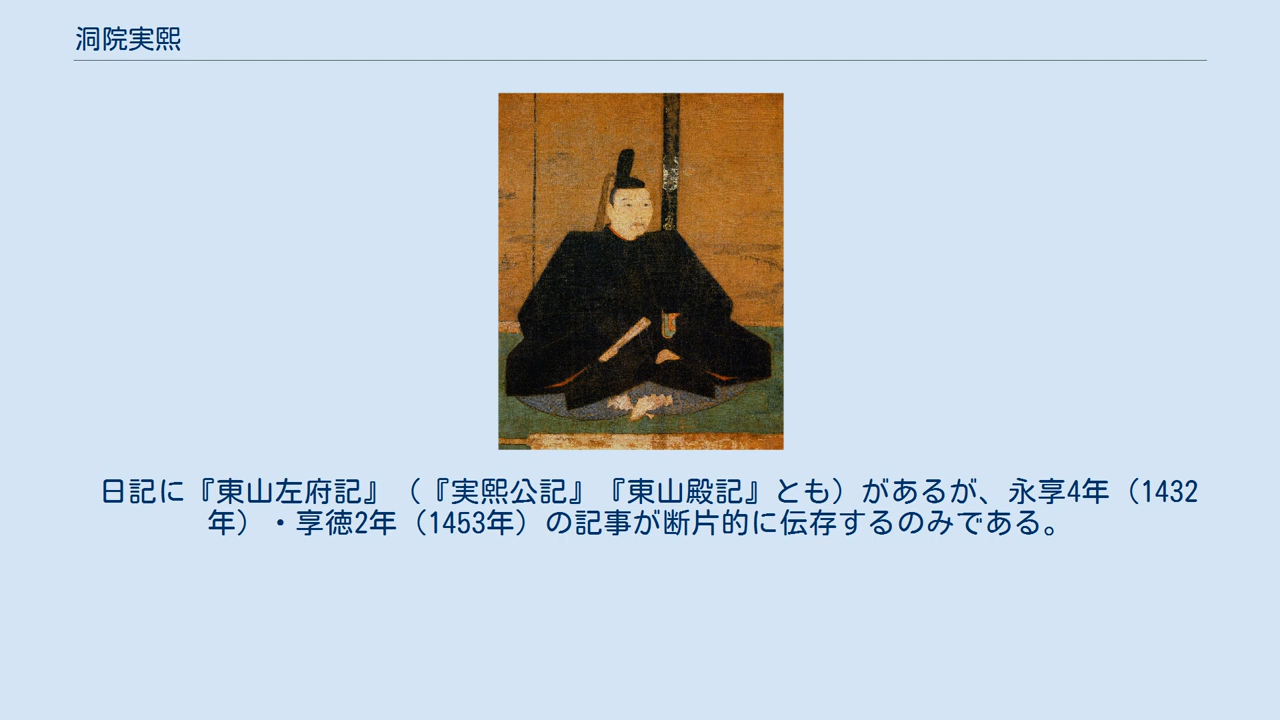 洞院実熙
日記に『東山左府記』（『実熙公記』『東山殿記』とも）があるが、永享4年（1432
年）・享徳2年（1453年）の記事が断片的に伝存するのみである。